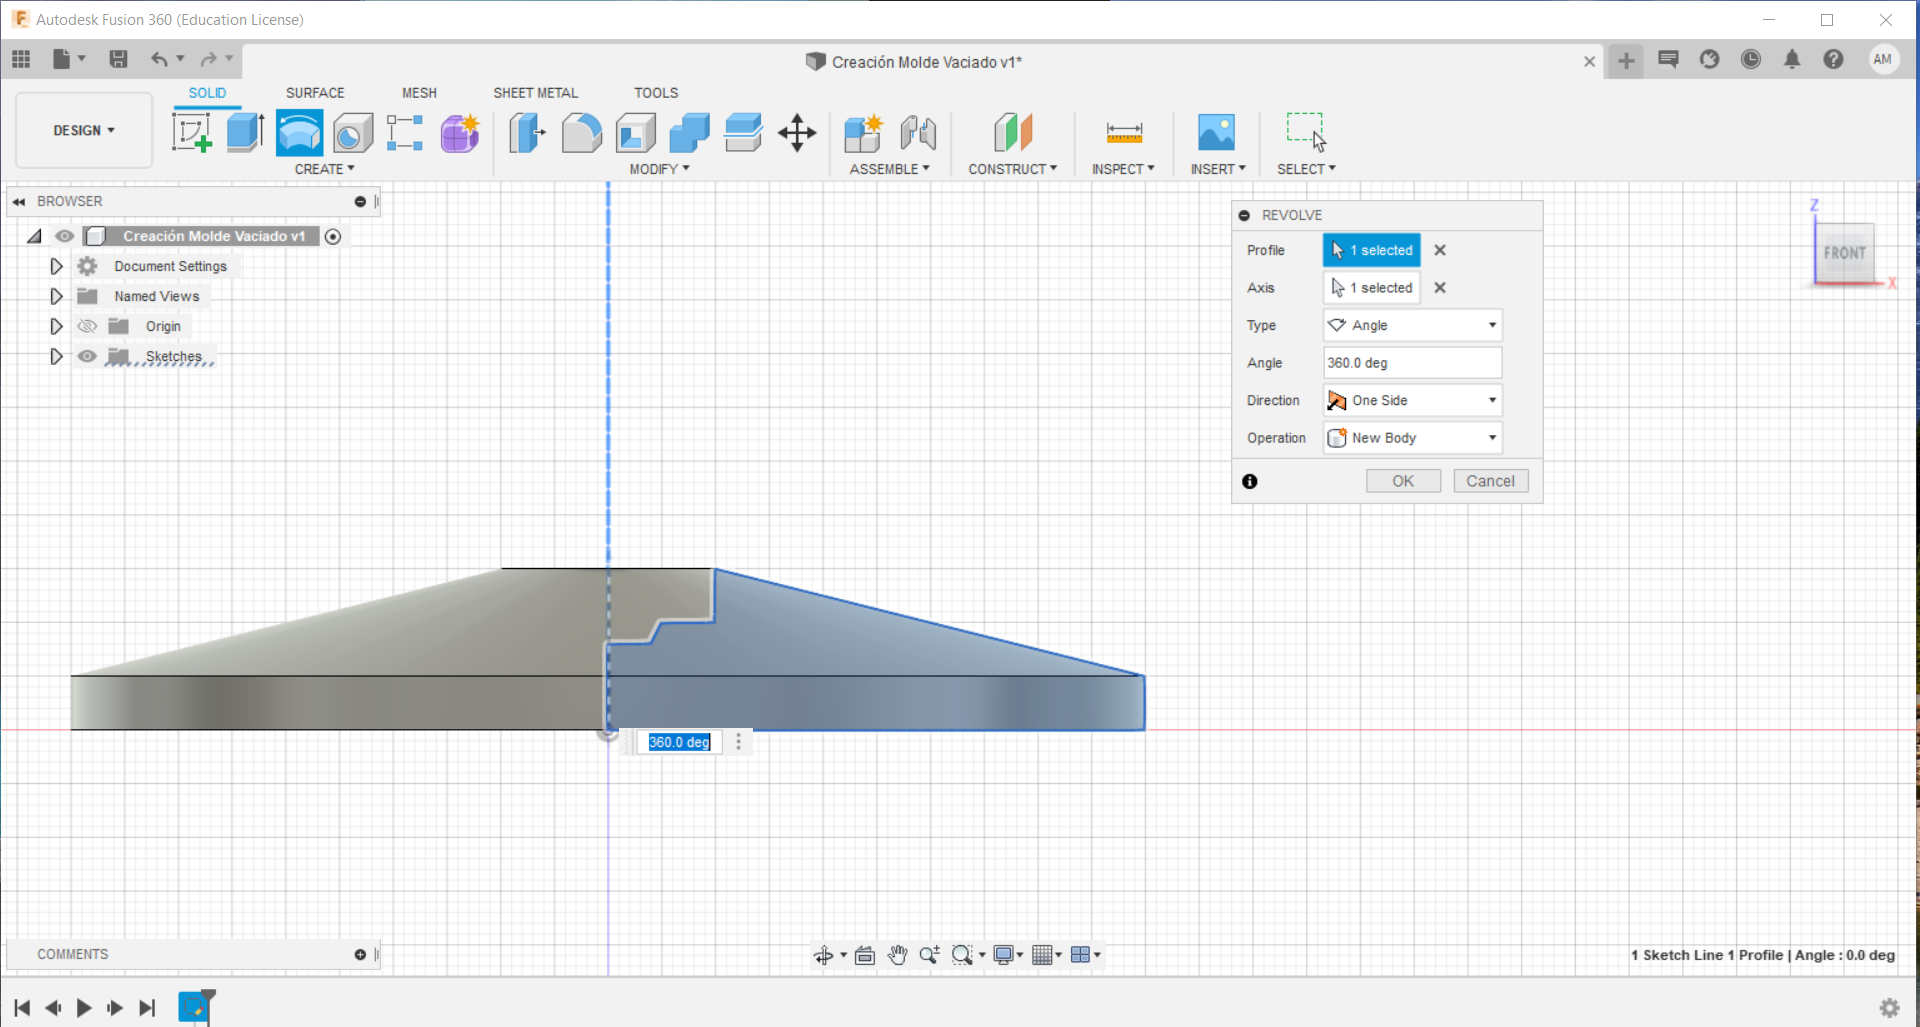 Autodesk Fusion 360 (Education License)
Creación Molde Vaciado v1*
AM
DESIGN
SOLID
SURFACE
MESH
SHEET METAL
TOOLS
CREATE
MODIFY
ASSEMBLE
CONSTRUCT
INSPECT
INSERT
SELECT
BROWSER
Creación Molde Vaciado v1
Document Settings
Named Views
Origin
Sketches
REVOLVE
Profile 1 selected
Axis 1 selected
Type Angle
Angle 360.0 deg
Direction One Side
Operation New Body
OK Cancel
Z
FRONT
X
360.0 deg
COMMENTS
1 Sketch Line 1 Profile | Angle : 0.0 deg